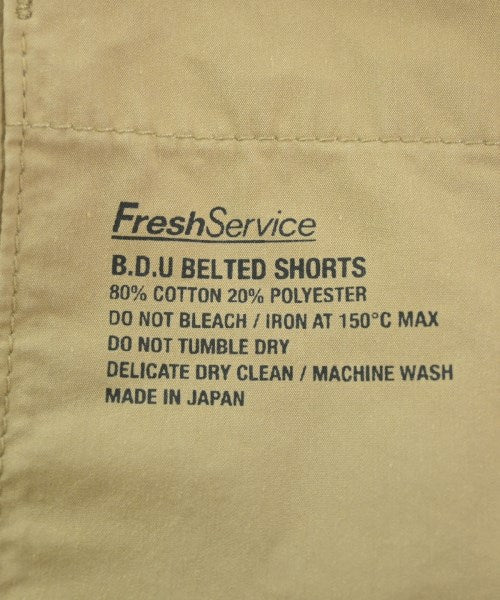 FreshService
B.D.U BELTED SHORTS
80% COTTON 20% POLYESTER
DO NOT BLEACH / IRON AT 150°C MAX
DO NOT TUMBLE DRY
DELICATE DRY CLEAN / MACHINE WASH
MADE IN JAPAN